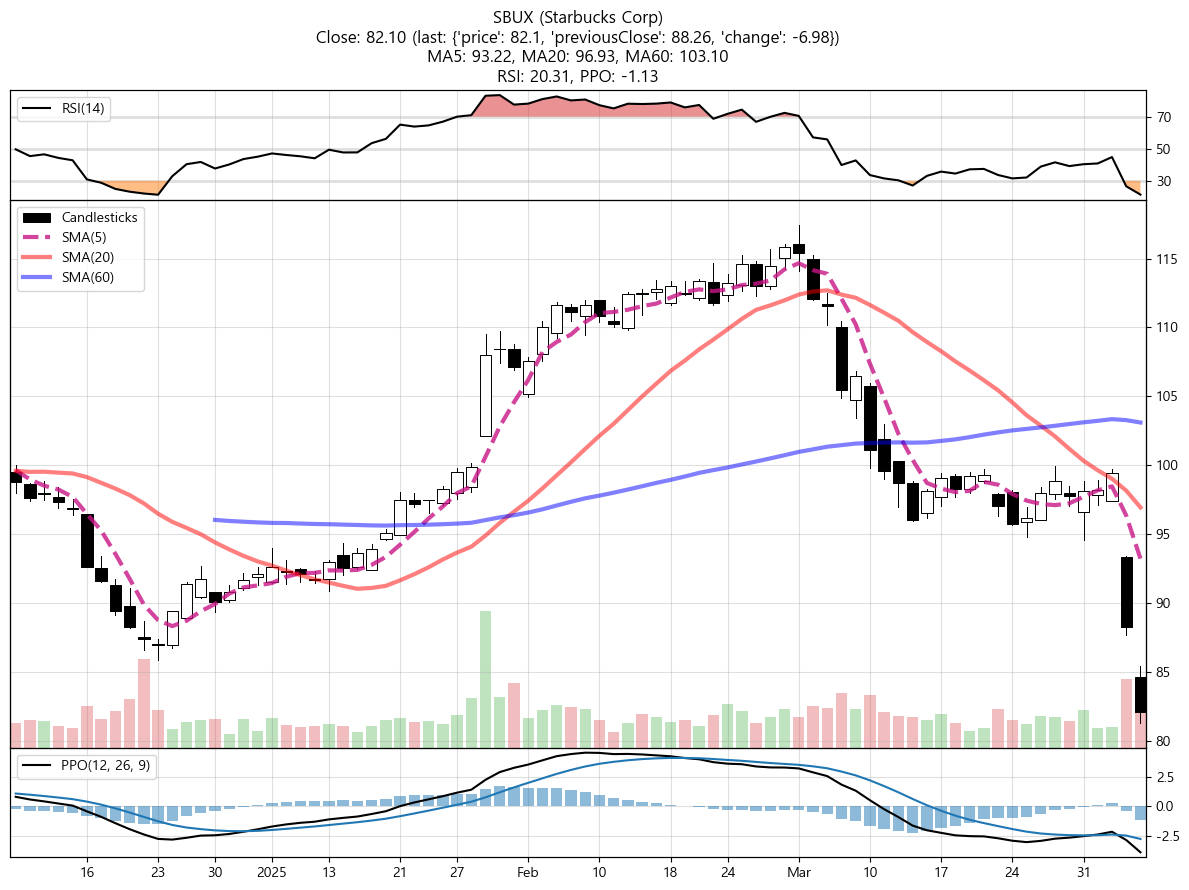 SBUX (Starbucks Corp)
Close: 82.10 (last: {'price': 82.1, 'previousClose': 88.26, 'change': -6.98})
MA5: 93.22, MA20: 96.93, MA60: 103.10
RSI: 20.31, PPO: -1.13
RSI(14)
70
50
30
Candlesticks
SMA(5)
SMA(20)
SMA(60)
115
110
105
100
95
90
85
80
PPO(12, 26, 9)
2.5
0.0
-2.5
16 23 30 2025 13 21 27 Feb 10 18 24 Mar 10 17 24 31